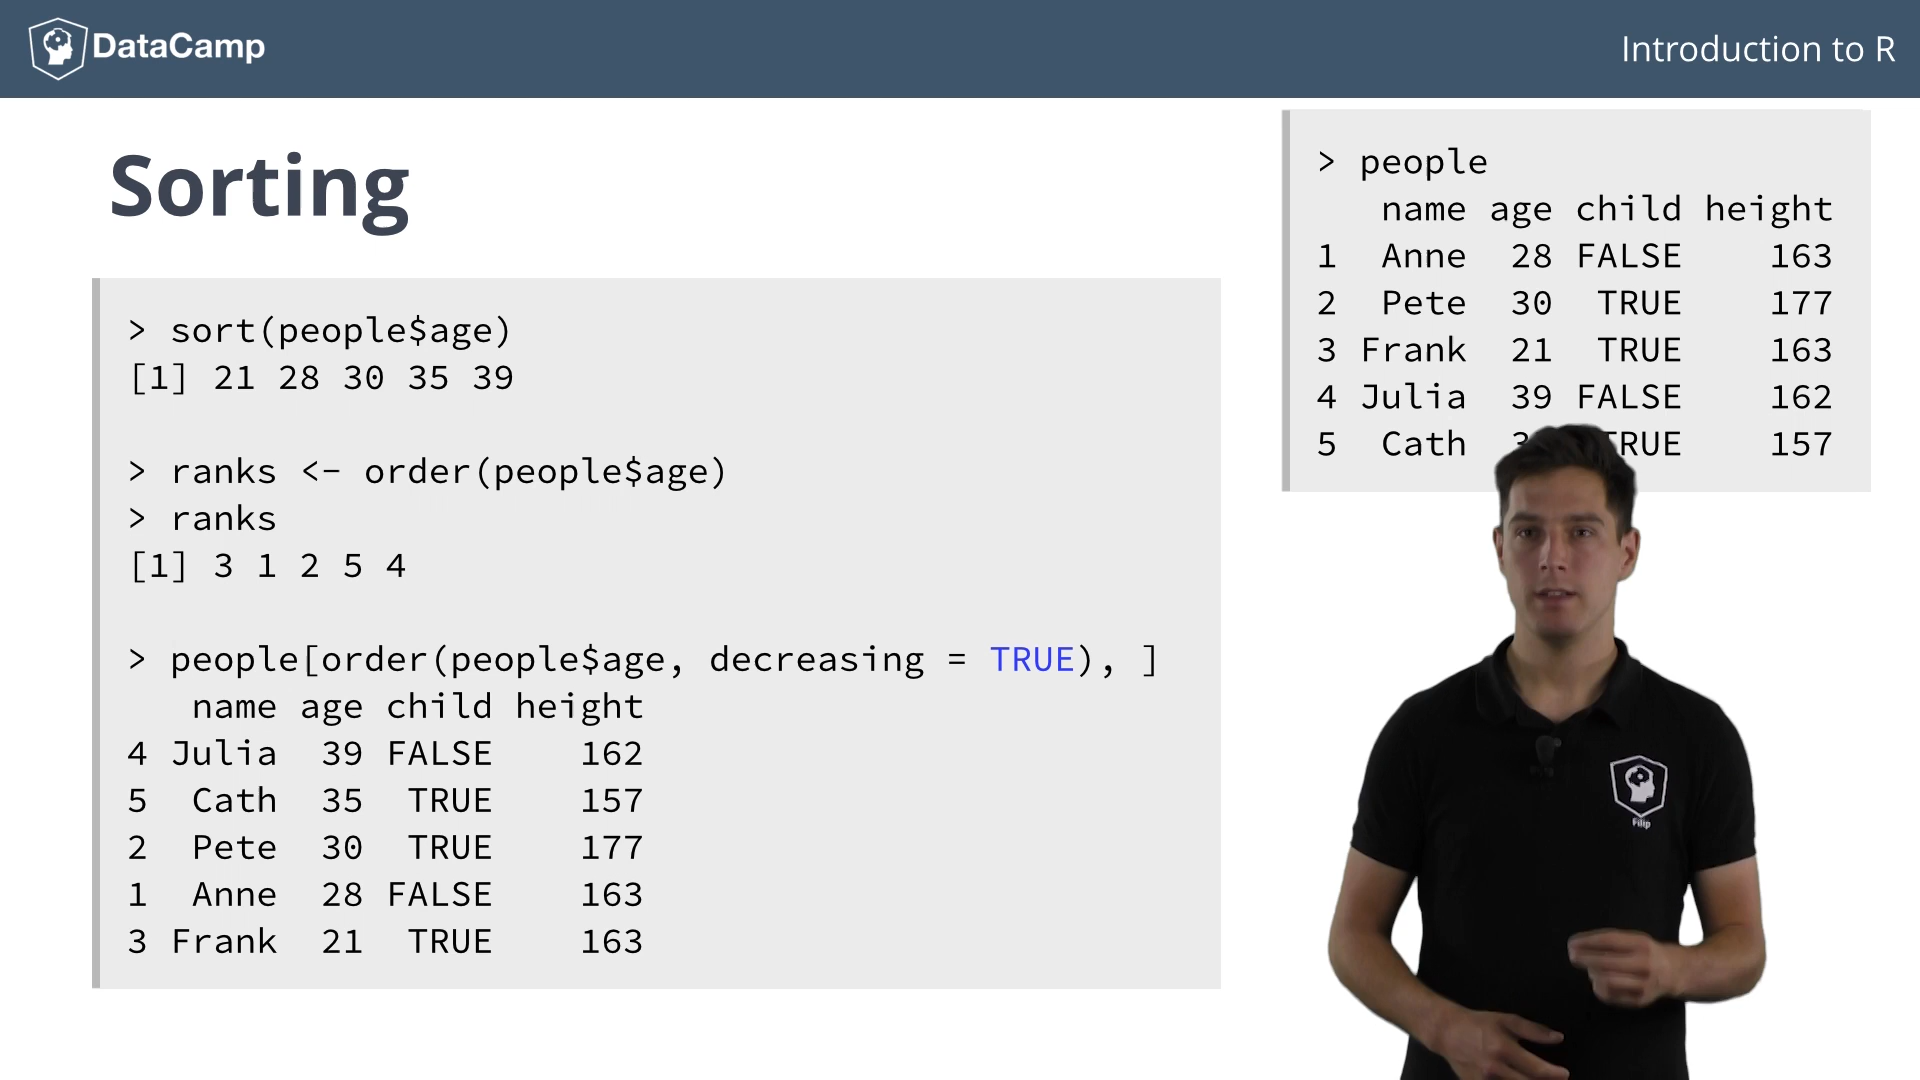 DataCamp
Introduction to R
Sorting
> sort(people$age)
[1] 21 28 30 35 39
> ranks <- order(people$age)
> ranks
[1] 3 1 2 5 4
> people[order(people$age, decreasing = TRUE), ]
name age child height
4 Julia 39 FALSE 162
5 Cath 35 TRUE 157
2 Pete 30 TRUE 177
1 Anne 28 FALSE 163
3 Frank 21 TRUE 163
> people
name age child height
1 Anne 28 FALSE 163
2 Pete 30 TRUE 177
3 Frank 21 TRUE 163
4 Julia 39 FALSE 162
5 Cath 157
Filip